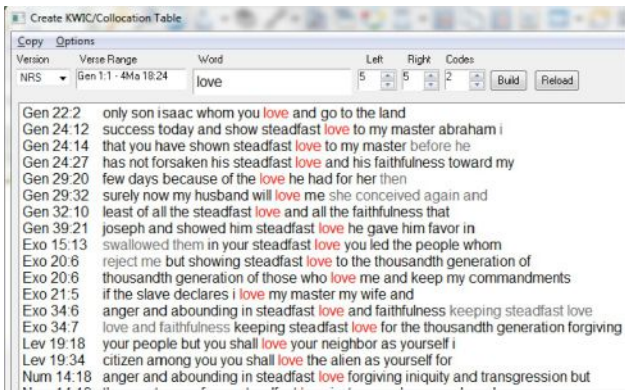 Create KWIC/Collocation Table
Copy Options
Version Verse Range Word Left Right Codes
NRS Gen 1:1 - 4Ma 18:24 love 5 5 2 Build Reload
Gen 22:2 only son isaac whom you love and go to the land
Gen 24:12 success today and show steadfast love to my master abraham i
Gen 24:14 that you have shown steadfast love to my master before he
Gen 24:27 has not forsaken his steadfast love and his faithfulness toward my
Gen 29:20 few days because of the love he had for her then
Gen 29:32 surely now my husband will love me she conceived again and
Gen 32:10 least of all the steadfast love and all the faithfulness that
Gen 39:21 joseph and showed him steadfast love he gave him favor in
Exo 15:13 swallowed them in your steadfast love you led the people whom
Exo 20:6 reject me but showing steadfast love to the thousandth generation of
Exo 20:6 thousandth generation of those who love me and keep my commandments
Exo 21:5 if the slave declares i love my master my wife and
Exo 34:6 anger and abounding in steadfast love and faithfulness keeping steadfast love
Exo 34:7 love and faithfulness keeping steadfast love for the thousandth generation forgiving
Lev 19:18 your people but you shall love your neighbor as yourself i
Lev 19:34 citizen among you you shall love the alien as yourself for
Num 14:18 anger and abounding in steadfast love forgiving iniquity and transgression but